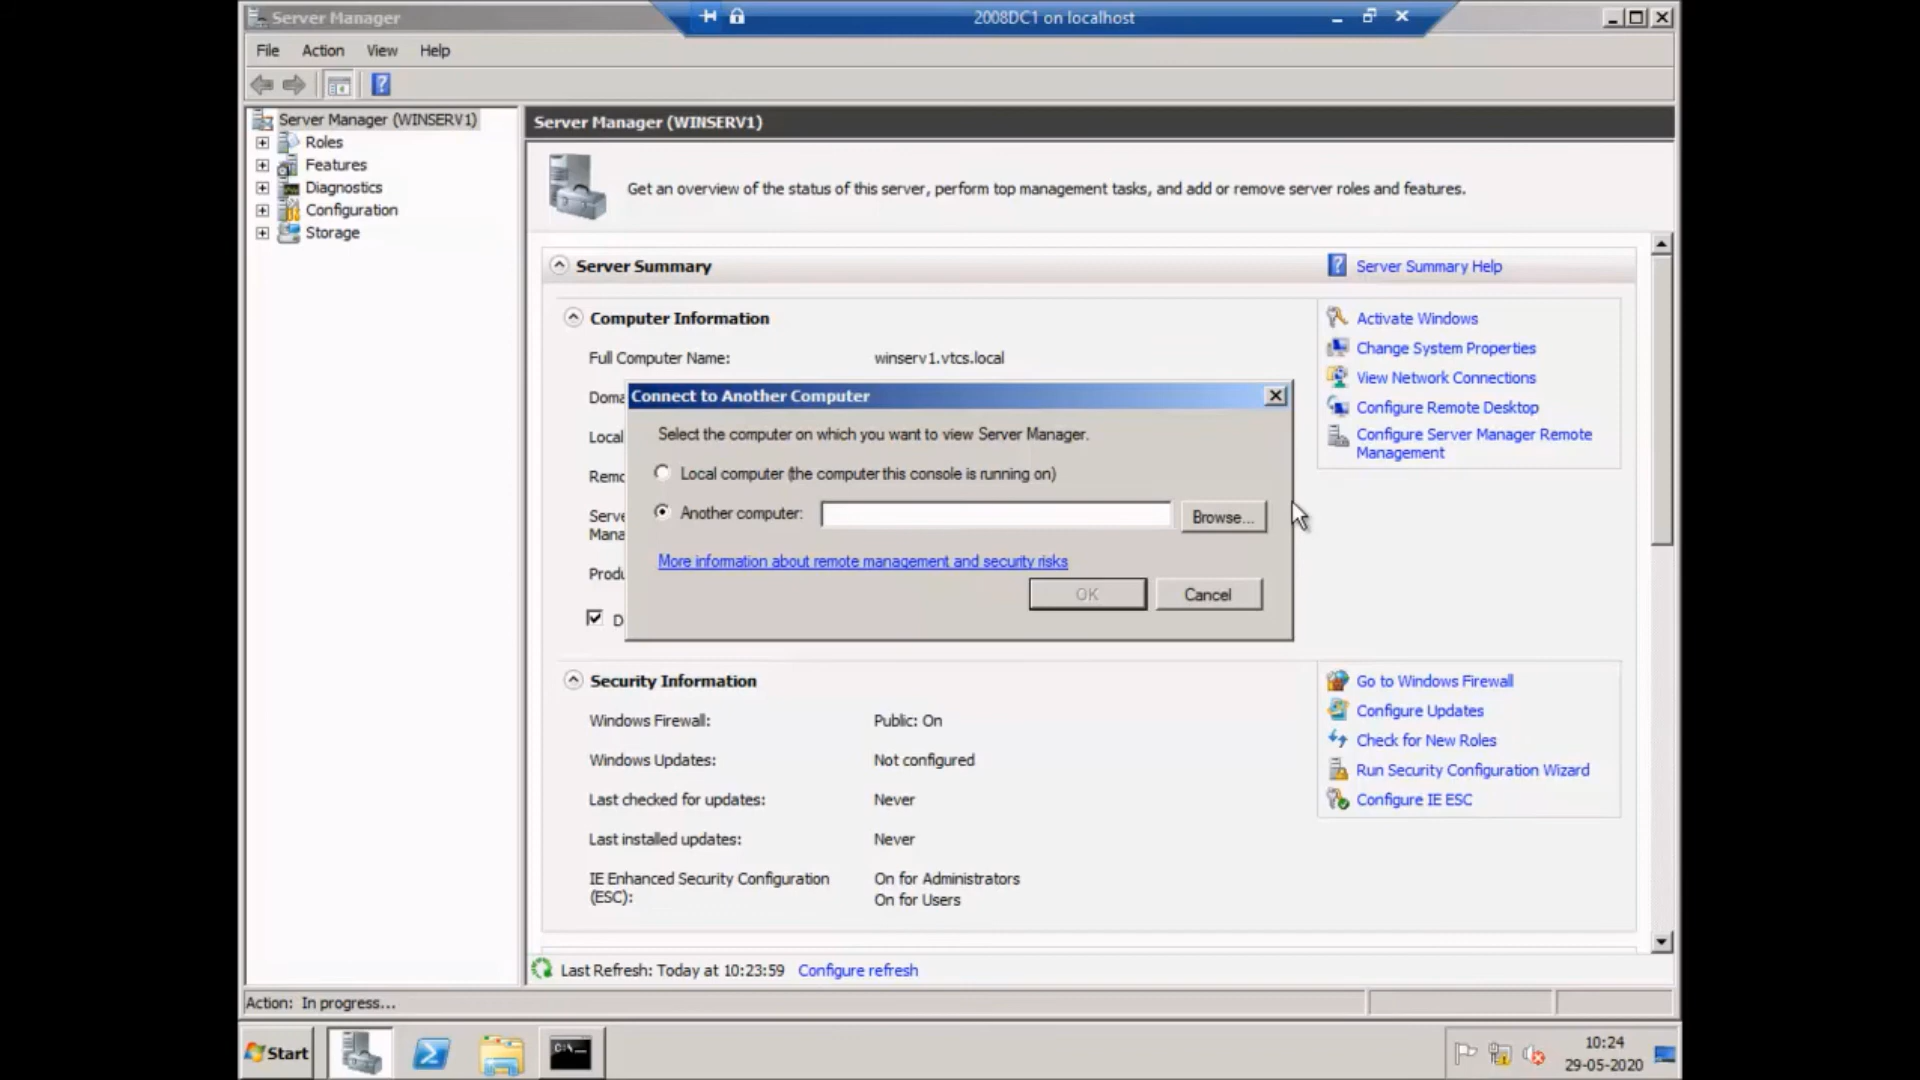 Server Manager
2008DC1 on localhost
File Action View Help
Server Manager (WINSERV1)
Roles
Features
Diagnostics
Configuration
Storage
Server Manager (WINSERV1)
Get an overview of the status of this server, perform top management tasks, and add or remove server roles and features.
Server Summary
Server Summary Help
Computer Information
Full Computer Name: winserv1.vtcs.local
Doma
Local
Remo
Serve
Mana
Produ
D
Activate Windows
Change System Properties
View Network Connections
Configure Remote Desktop
Configure Server Manager Remote
Management
Connect to Another Computer
Select the computer on which you want to view Server Manager.
Local computer (the computer this console is running on)
Another computer:
Browse...
More information about remote management and security risks
OK Cancel
Security Information
Windows Firewall: Public: On
Windows Updates: Not configured
Last checked for updates: Never
Last installed updates: Never
IE Enhanced Security Configuration On for Administrators
(ESC): On for Users
Go to Windows Firewall
Configure Updates
Check for New Roles
Run Security Configuration Wizard
Configure IE ESC
Last Refresh: Today at 10:23:59 Configure refresh
Action: In progress...
Start
C:\
10:24
29-05-2020